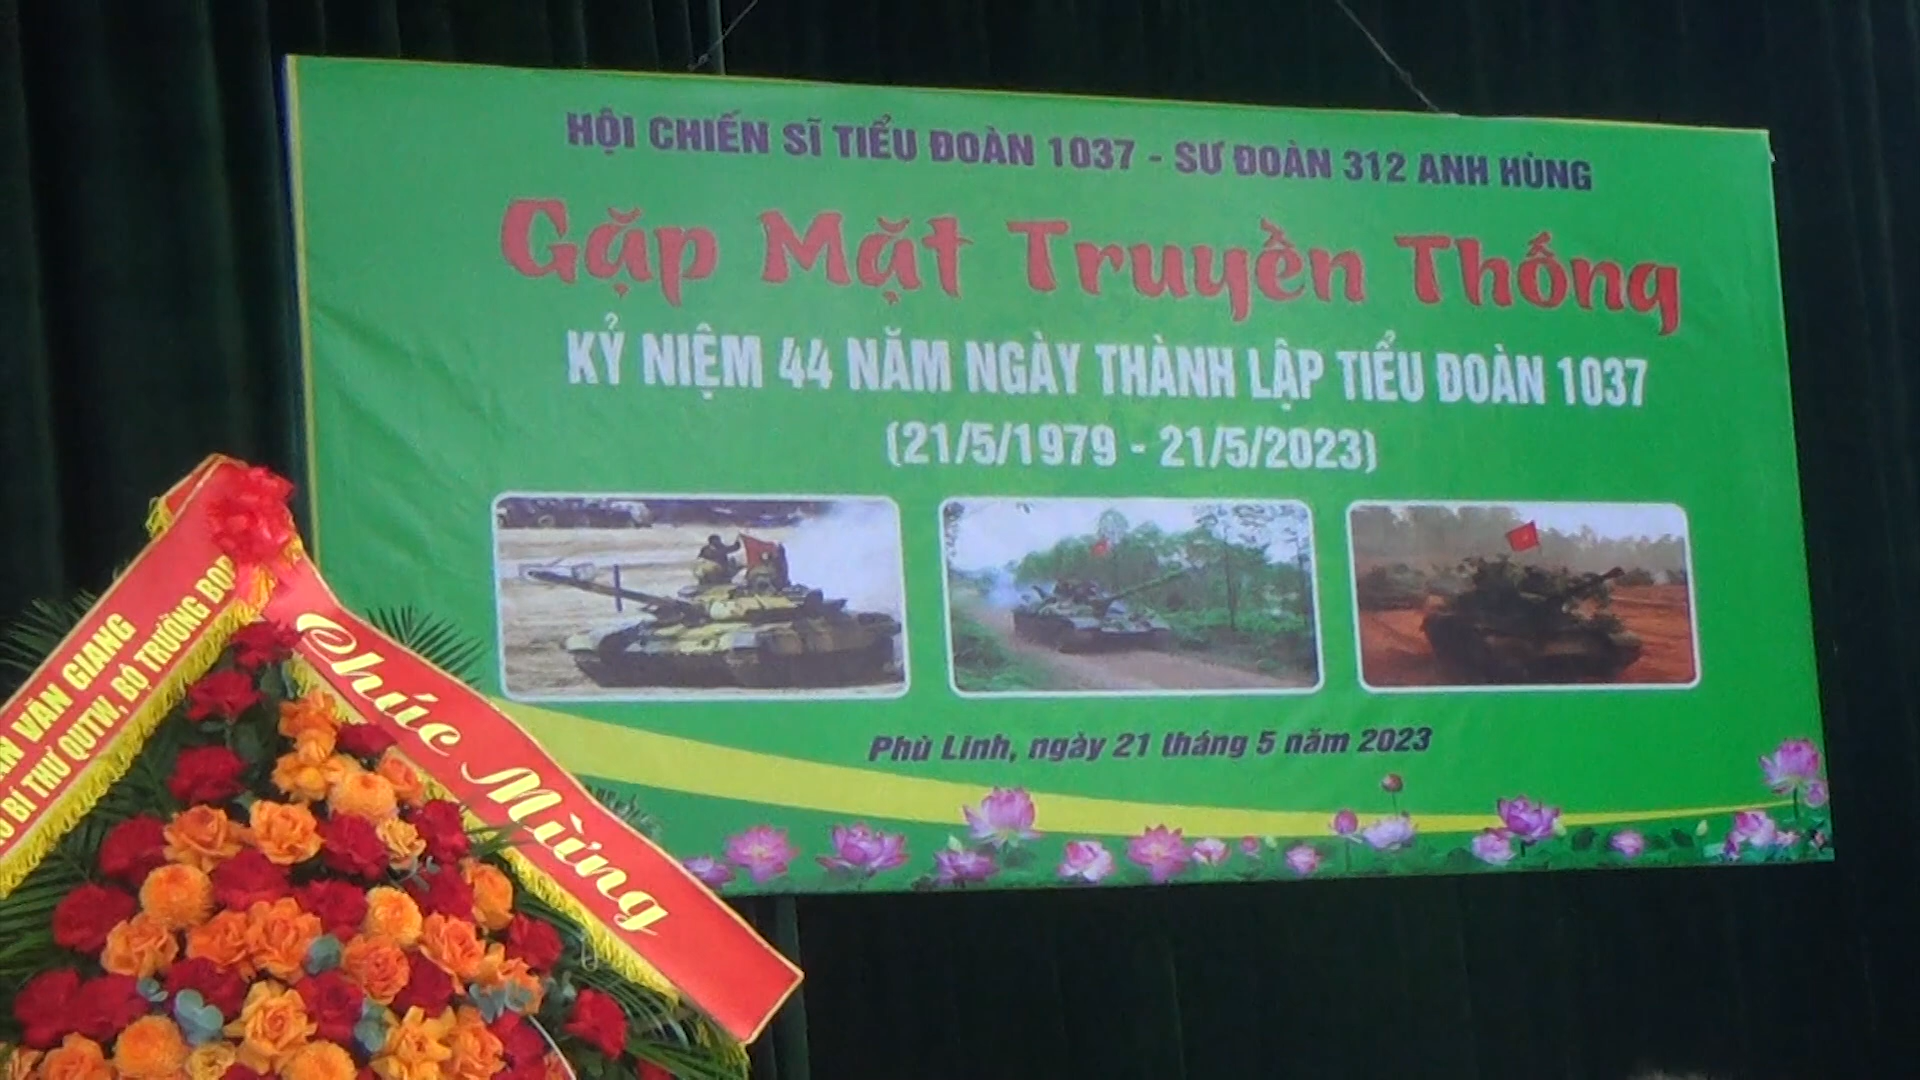 HỘI CHIẾN SĨ TIỂU ĐOÀN 1037 - SƯ ĐOÀN 312 ANH HÙNG
Gặp Mặt Truyền Thống
KỶ NIỆM 44 NĂM NGÀY THÀNH LẬP TIỂU ĐOÀN 1037
(21/5/1979 - 21/5/2023)
Phù Linh, ngày 21 tháng 5 năm 2023
VĂN GIANG
BÍ THƯ QUTW, BỘ TRƯỞNG
Chúc Mừng